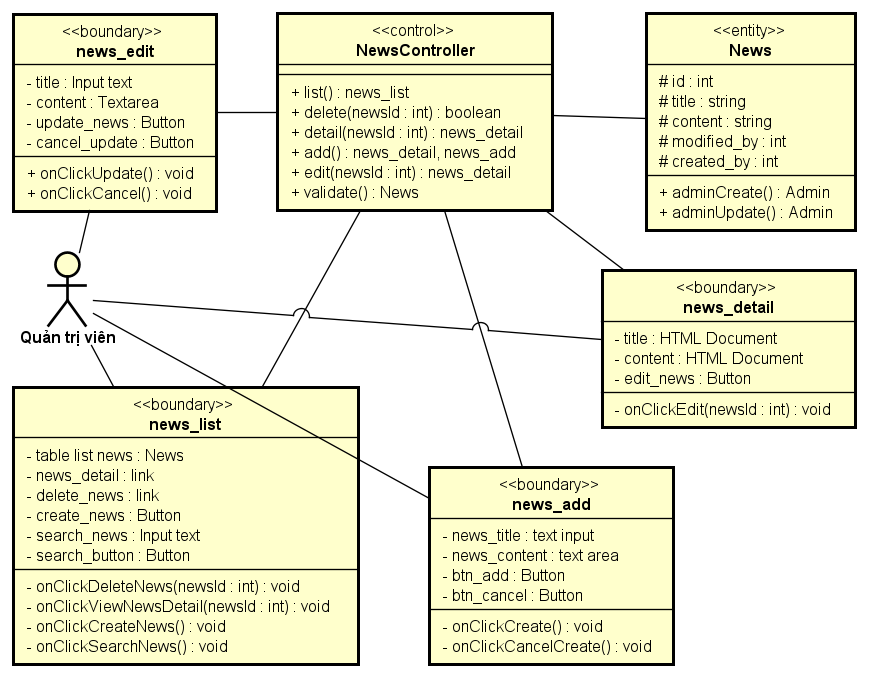 <<boundary>>
news_edit
- title : Input text
- content : Textarea
- update_news : Button
- cancel_update : Button
+ onClickUpdate() : void
+ onClickCancel() : void
<<control>>
NewsController
+ list() : news_list
+ delete(newsId : int) : boolean
+ detail(newsId : int) : news_detail
+ add() : news_detail, news_add
+ edit(newsId : int) : news_detail
+ validate() : News
<<entity>>
News
# id : int
# title : string
# content : string
# modified_by : int
# created_by : int
+ adminCreate() : Admin
+ adminUpdate() : Admin
Quản trị viên
<<boundary>>
news_detail
- title : HTML Document
- content : HTML Document
- edit_news : Button
- onClickEdit(newsId : int) : void
<<boundary>>
news_list
- table list news : News
- news_detail : link
- delete_news : link
- create_news : Button
- search_news : Input text
- search_button : Button
- onClickDeleteNews(newsId : int) : void
- onClickViewNewsDetail(newsId : int) : void
- onClickCreateNews() : void
- onClickSearchNews() : void
<<boundary>>
news_add
- news_title : text input
- news_content : text area
- btn_add : Button
- btn_cancel : Button
- onClickCreate() : void
- onClickCancelCreate() : void